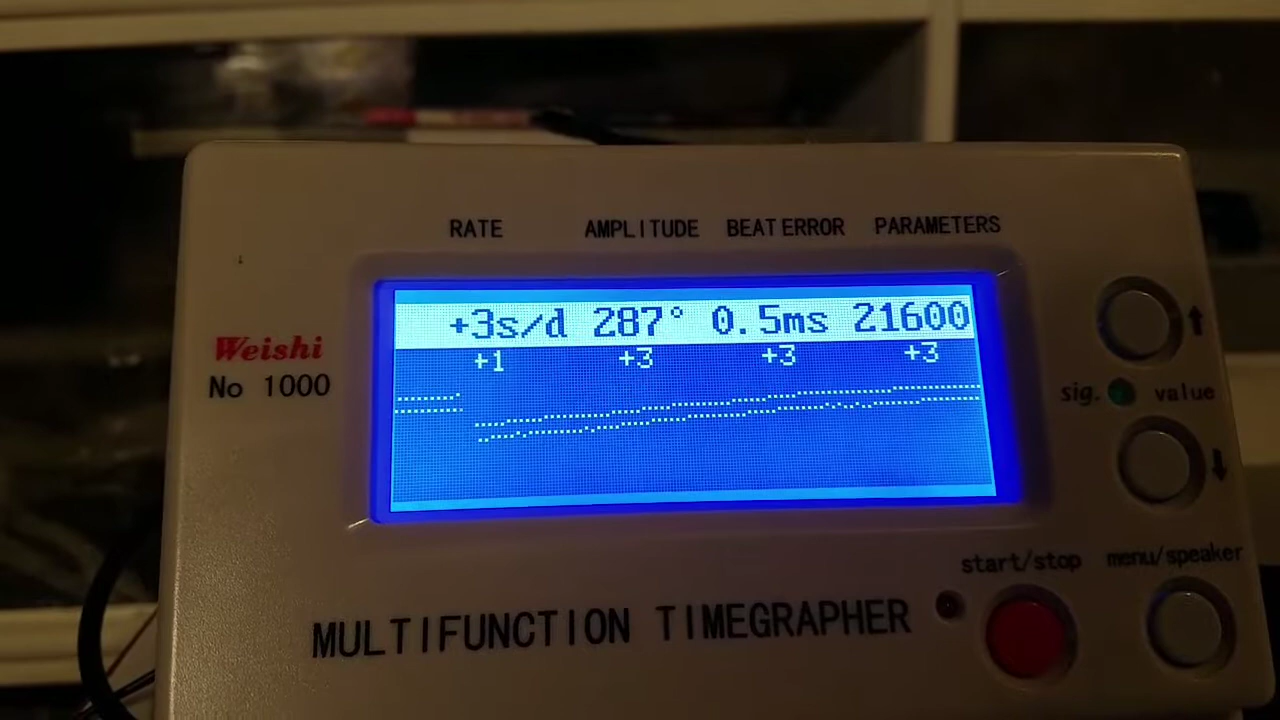 RATE AMPLITUDE BEAT ERROR PARAMETERS
+3s/d 287° 0.5ms 21600
+1 +3 +3 +3
Weishi
No 1000
sig. value
start/stop menu/speaker
MULTIFUNCTION TIMEGRAPHER